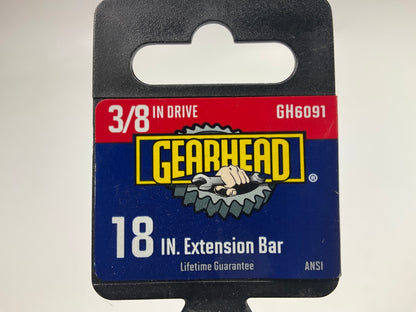 3/8 IN DRIVE GH6091
GEARHEAD ®
18 IN. Extension Bar
Lifetime Guarantee ANSI